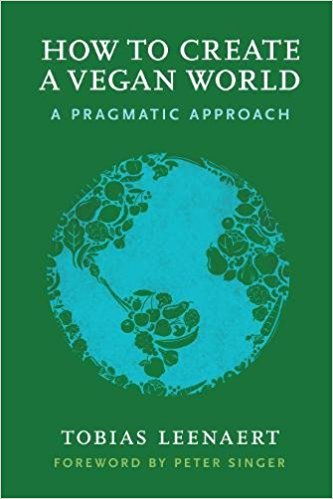 HOW TO CREATE
A VEGAN WORLD
A PRAGMATIC APPROACH
TOBIAS LEENAERT
FOREWORD BY PETER SINGER